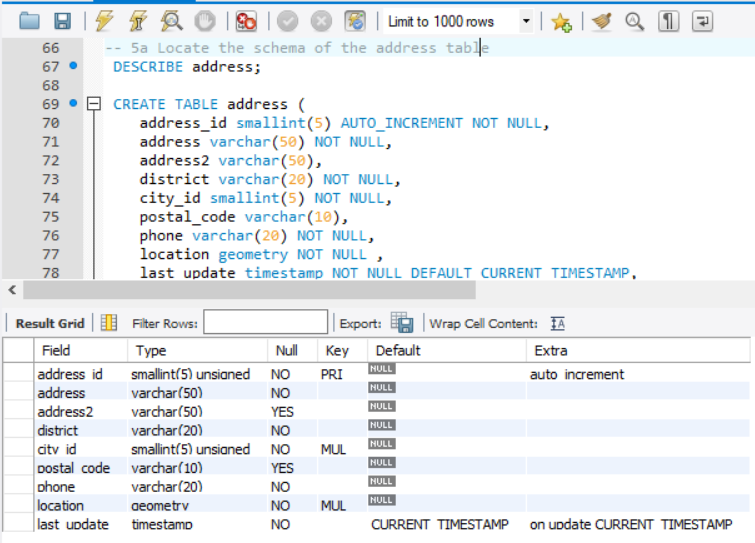 Limit to 1000 rows
66 -- 5a Locate the schema of the address table
67 DESCRIBE address;
68
69 CREATE TABLE address (
70 address_id smallint(5) AUTO_INCREMENT NOT NULL,
71 address varchar(50) NOT NULL,
72 address2 varchar(50),
73 district varchar(20) NOT NULL,
74 city_id smallint(5) NOT NULL,
75 postal_code varchar(10),
76 phone varchar(20) NOT NULL,
77 location geometry NOT NULL ,
78 last_update timestamp NOT NULL DEFAULT CURRENT_TIMESTAMP,
Result Grid Filter Rows: Export: Wrap Cell Content: IA
Field Type Null Key Default Extra
address_id smallint(5) unsigned NO PRI NULL auto_increment
address varchar(50) NO NULL
address2 varchar(50) YES NULL
district varchar(20) NO NULL
city_id smallint(5) unsigned NO MUL NULL
postal_code varchar(10) YES NULL
phone varchar(20) NO NULL
location geometry NO MUL NULL
last_update timestamp NO CURRENT_TIMESTAMP on update CURRENT_TIMESTAMP